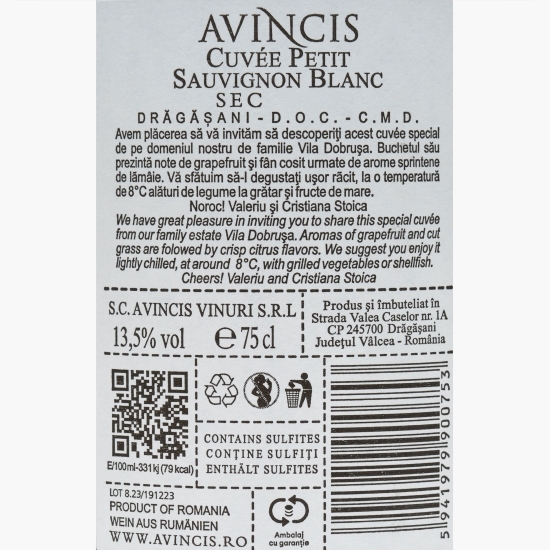 AVINCIS
CUVÉE PETIT
SAUVIGNON BLANC
SEC
DRĂGĂȘANI - D.O.C. - C.M.D.
Avem plăcerea să vă invităm să descoperiți acest cuvée special
de pe domeniul nostru de familie Vila Dobrușa. Buchetul său
prezintă note de grapefruit și fân cosit urmate de arome sprintene
de lămâie. Vă sfătuim să-l degustați ușor răcit, la o temperatură
de 8°C alături de legume la grătar și fructe de mare.
Noroc! Valeriu și Cristiana Stoica
We have great pleasure in inviting you to share this special cuvée
from our family estate Vila Dobrușa. Aromas of grapefruit and cut
grass are folowed by crisp citrus flavors. We suggest you enjoy it
lightly chilled, at around 8°C, with grilled vegetables or shellfish.
Cheers! Valeriu and Cristiana Stoica
S.C. AVINCIS VINURI S.R.L
13,5% vol ℮ 75 cl
Produs și îmbuteliat în
Strada Valea Caselor nr. 1A
CP 245700 Drăgășani
Județul Vâlcea - România
E/100ml-331kj (79kcal)
CONTAINS SULFITES
CONȚINE SULFIȚI
ENTHÄLT SULFITES
LOT 8.23/191223
PRODUCT OF ROMANIA
WEIN AUS RUMÄNIEN
WWW.AVINCIS.RO
Ambalaj
cu garanție
5941979900753